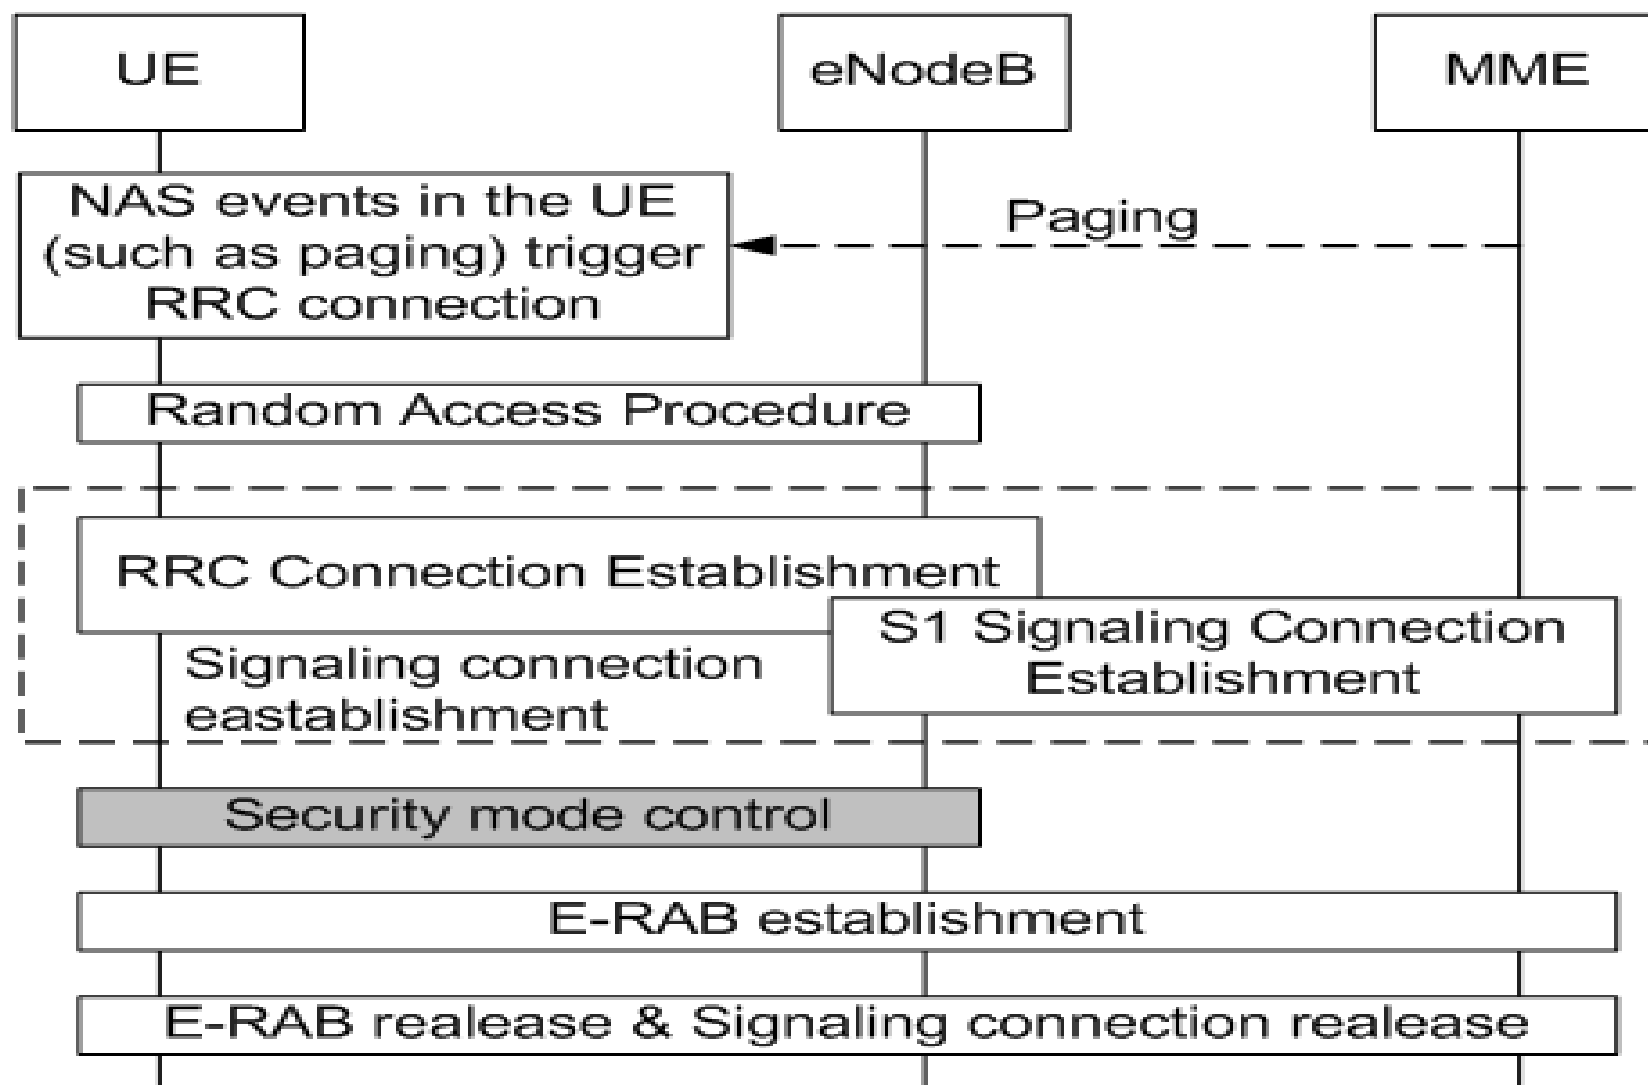 UE
eNodeB
MME
NAS events in the UE
(such as paging) trigger
RRC connection
Paging
Random Access Procedure
RRC Connection Establishment
S1 Signaling Connection
Establishment
Signaling connection
eastablishment
Security mode control
E-RAB establishment
E-RAB realease & Signaling connection realease